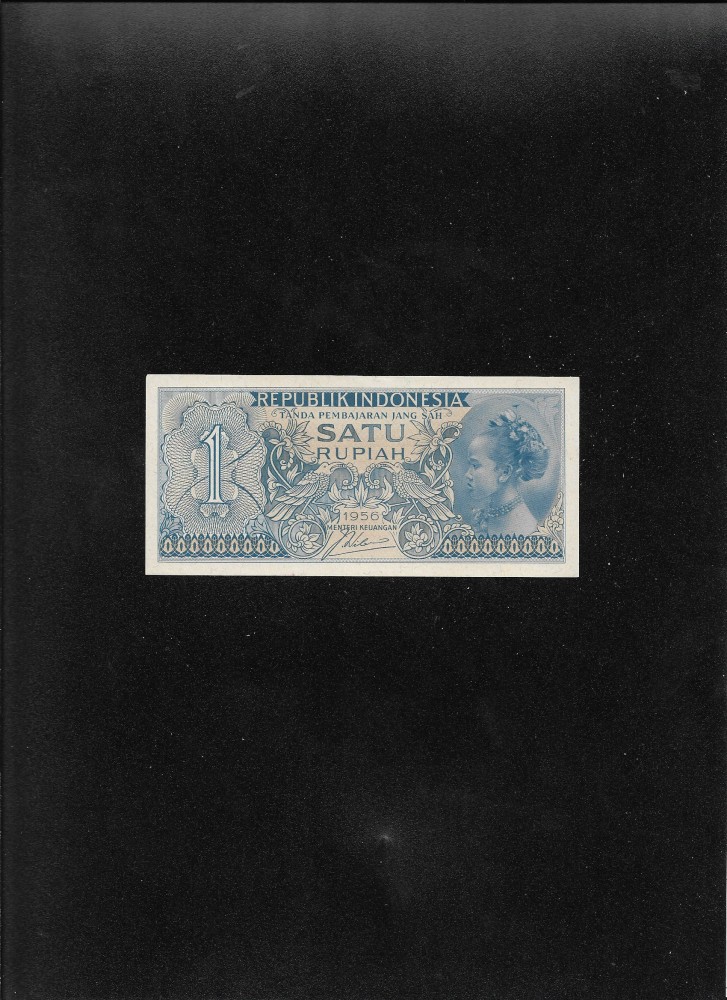 REPUBLIK INDONESIA
TANDA PEMBAJARAN JANG SAH
1
SATU
RUPIAH
1956
MENTERI KEUANGAN